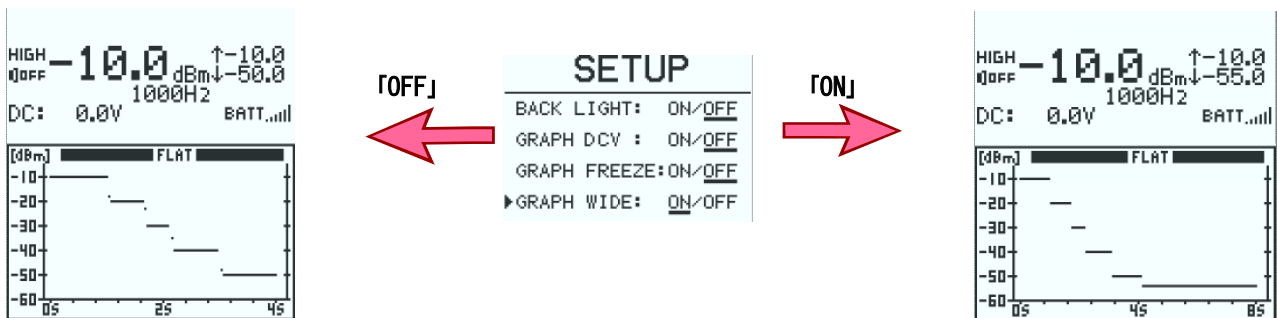 HIGH -10.0 dBm ↑-10.0
OFF ↓-50.0
1000Hz
DC: 0.0V BATT.
[dBm] FLAT
-10
-20
-30
-40
-50
-60
0S 2S 4S
「OFF」
SETUP
BACK LIGHT: ON/OFF
GRAPH DCV : ON/OFF
GRAPH FREEZE:ON/OFF
▶GRAPH WIDE: ON/OFF
「ON」
HIGH -10.0 dBm ↑-10.0
OFF ↓-55.0
1000Hz
DC: 0.0V BATT.
[dBm] FLAT
-10
-20
-30
-40
-50
-60
0S 4S 8S